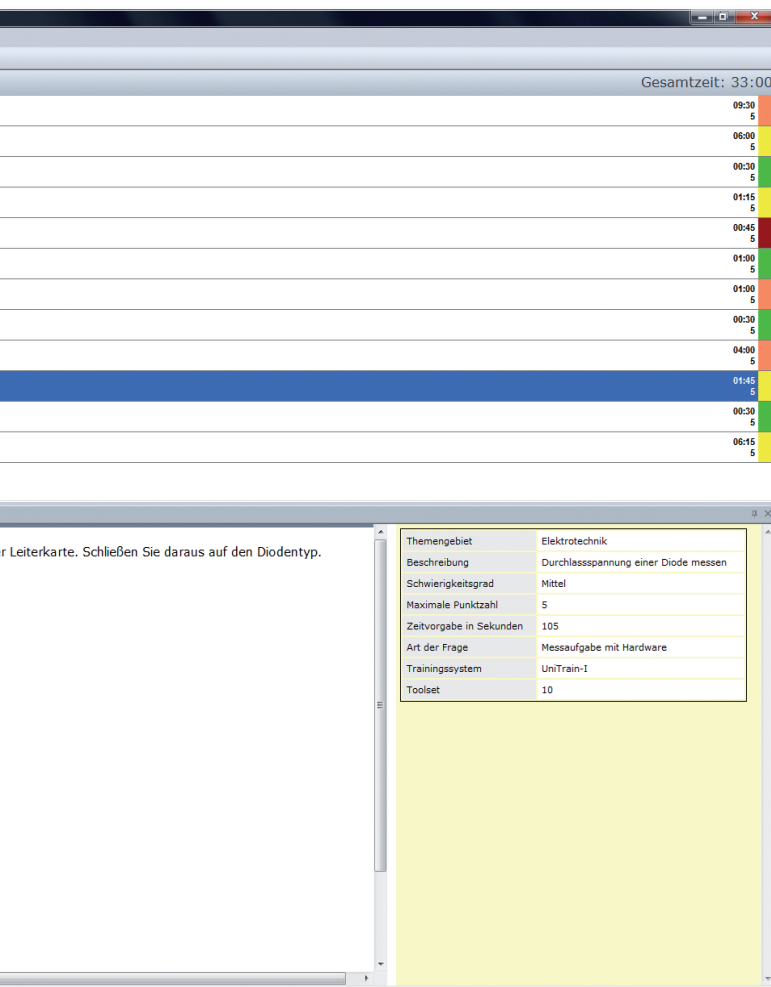 Gesamtzeit: 33:00
09:30
5
06:00
5
00:30
5
01:15
5
00:45
5
01:00
5
01:00
5
00:30
5
04:00
5
01:45
5
00:30
5
06:15
5
er Leiterkarte. Schließen Sie daraus auf den Diodentyp.
Themengebiet Elektrotechnik
Beschreibung Durchlassspannung einer Diode messen
Schwierigkeitsgrad Mittel
Maximale Punktzahl 5
Zeitvorgabe in Sekunden 105
Art der Frage Messaufgabe mit Hardware
Trainingssystem UniTrain-I
Toolset 10